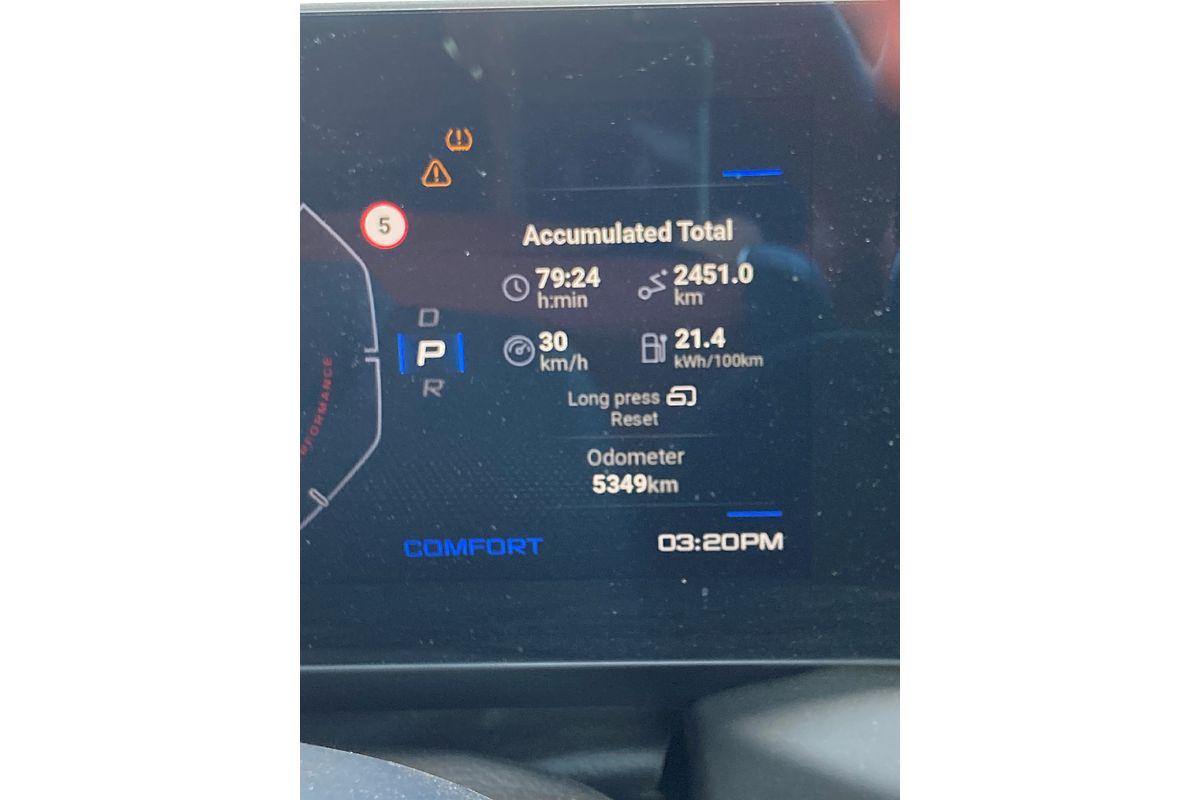 5
Accumulated Total
79:24
h:min
2451.0
km
30
km/h
21.4
kWh/100km
D
P
R
Long press
Reset
Odometer
5349km
COMFORT
03:20PM